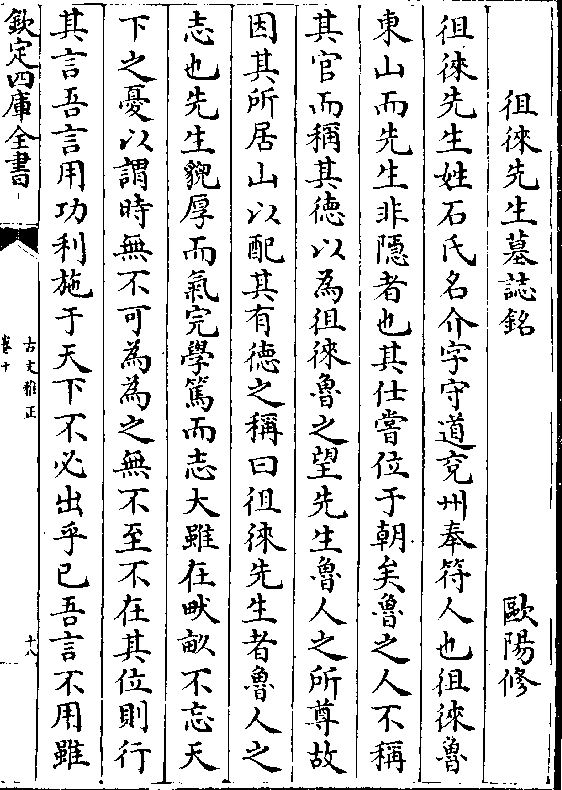 徂徠先生墓誌銘 歐陽修
徂徠先生姓石氏名介字守道兖州奉符人也徂徠魯
東山而先生非隱者也其仕嘗位于朝矣魯之人不稱
其官而稱其德以為徂徠魯之望先生魯人之所尊故
因其所居山以配其有德之稱曰徂徠先生者魯人之
志也先生貌厚而氣完學篤而志大雖在畎畝不忘天
下之憂以謂時無不可為為之無不至不在其位則行
其言吾言用功利施于天下不必出乎已吾言不用雖
欽定四庫全書
古文雅正
卷十
十八